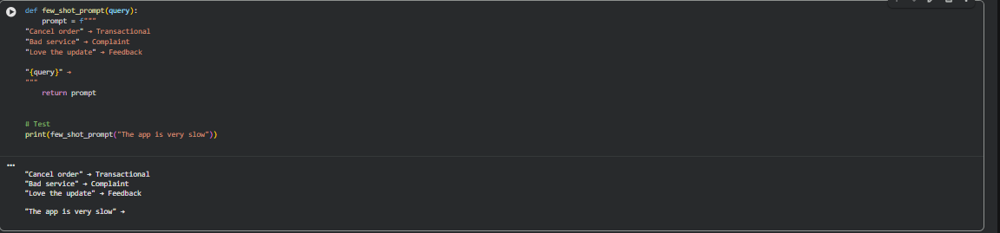 def few_shot_prompt(query):
    prompt = f"""
"Cancel order" → Transactional
"Bad service" → Complaint
"Love the update" → Feedback

"{query}" →
"""
    return prompt

# Test
print(few_shot_prompt("The app is very slow"))

"Cancel order" → Transactional
"Bad service" → Complaint
"Love the update" → Feedback

"The app is very slow" →